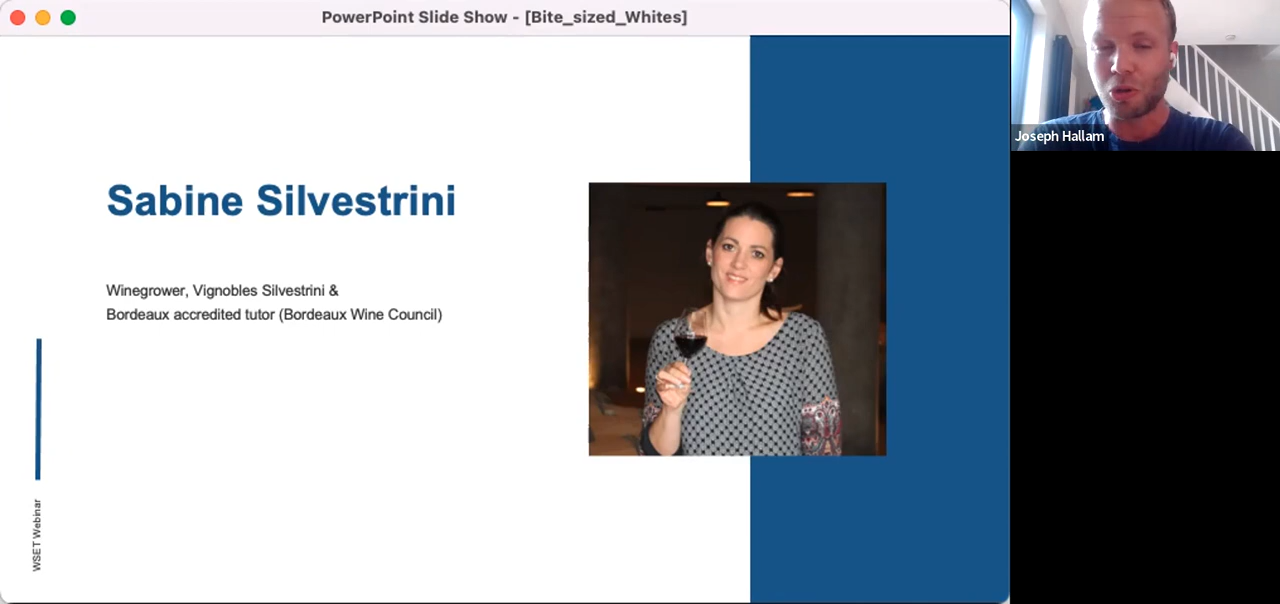 PowerPoint Slide Show - [Bite_sized_Whites]
Joseph Hallam
Sabine Silvestrini
Winegrower, Vignobles Silvestrini &
Bordeaux accredited tutor (Bordeaux Wine Council)
WSET Webinar